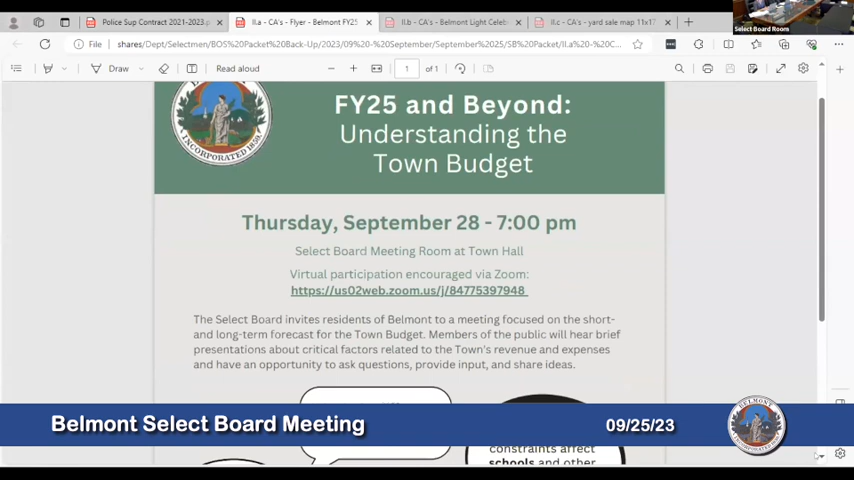 Police Sup Contract 2021-2023.p
II.a - CA's - Flyer - Belmont FY25
II.b - CA's - Belmont Light Celeb
II.c - CA's - yard sale map 11x17
Select Board Room
File
shares/Dept/Selectmen/BOS Packet Back-Up/2023/09%20-%20September/September%2025/SB%20Packet/II.a%20-%20C...
Draw
Read aloud
1
of 1
INCORPORATED 1859
FY25 and Beyond:
Understanding the
Town Budget
Thursday, September 28 - 7:00 pm
Select Board Meeting Room at Town Hall
Virtual participation encouraged via Zoom:
https://us02web.zoom.us/j/84775397948
The Select Board invites residents of Belmont to a meeting focused on the short-
and long-term forecast for the Town Budget. Members of the public will hear brief
presentations about critical factors related to the Town's revenue and expenses
and have an opportunity to ask questions, provide input, and share ideas.
Belmont Select Board Meeting
09/25/23
BELMONT
constraints affect
schools and other